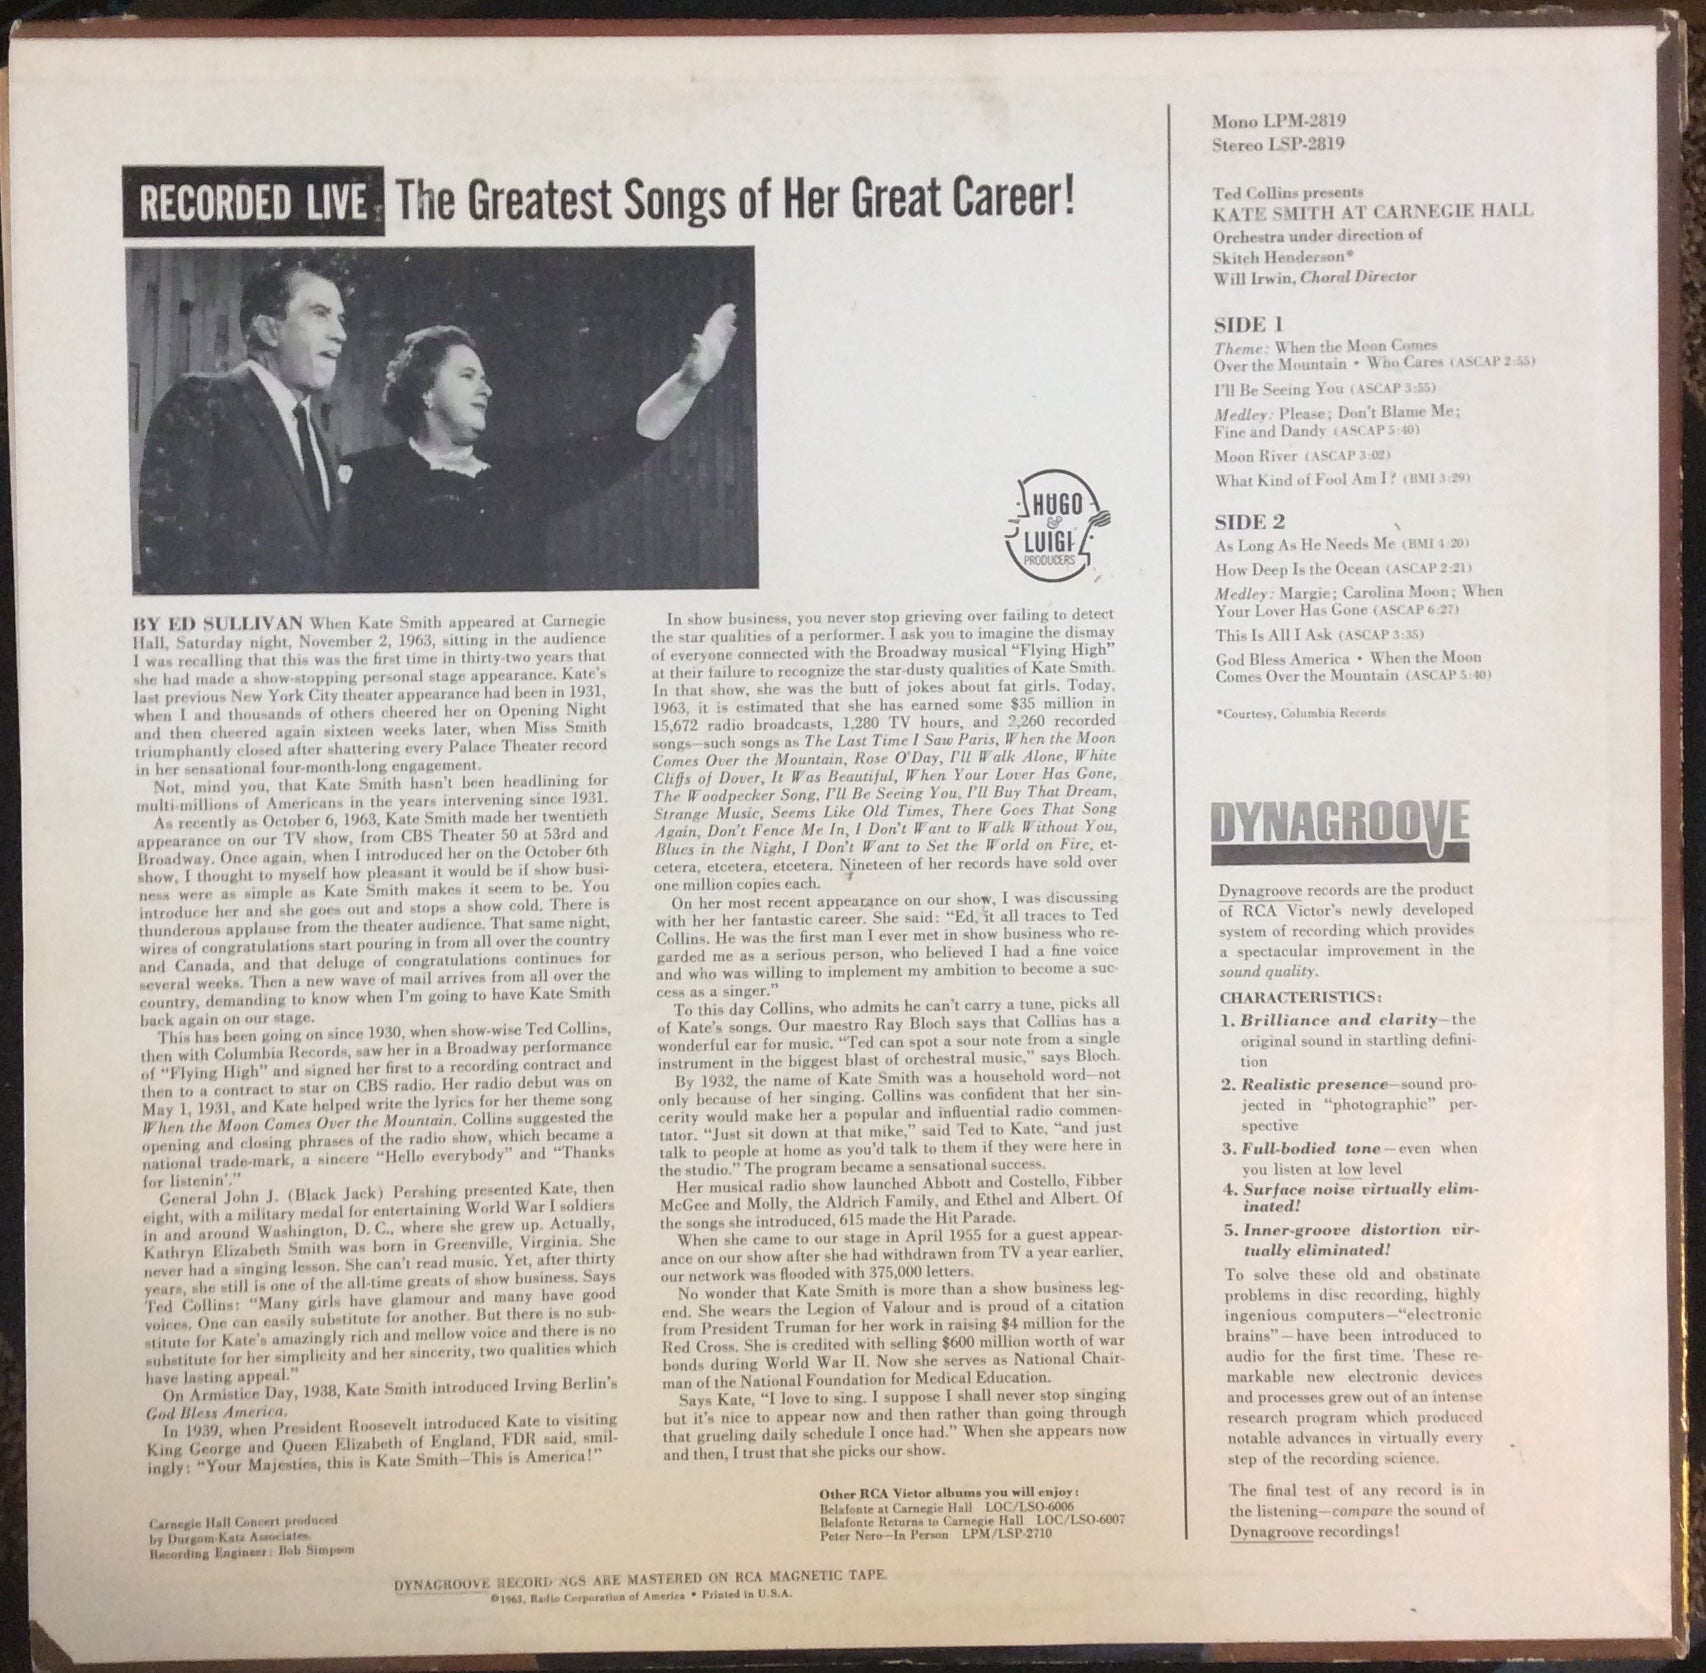 RECORDED LIVE The Greatest Songs of Her Great Career!
HUGO
&
LUIGI
PRODUCERS
BY ED SULLIVAN When Kate Smith appeared at Carnegie
Hall, Saturday night, November 2, 1963, sitting in the audience
I was recalling that this was the first time in thirty-two years that
she had made a show-stopping personal stage appearance. Kate's
last previous New York City theater appearance had been in 1931,
when I and thousands of others cheered her on Opening Night
and then cheered again sixteen weeks later, when Miss Smith
triumphantly closed after shattering every Palace Theater record
in her sensational four-month-long engagement.
Not, mind you, that Kate Smith hasn't been headlining for
multi-millions of Americans in the years intervening since 1931.
As recently as October 6, 1963, Kate Smith made her twentieth
appearance on our TV show, from CBS Theater 50 at 53rd and
Broadway. Once again, when I introduced her on the October 6th
show, I thought to myself how pleasant it would be if show busi-
ness were as simple as Kate Smith makes it seem to be. You
introduce her and she goes out and stops a show cold. There is
thunderous applause from the theater audience. That same night,
wires of congratulations start pouring in from all over the country
and Canada, and that deluge of congratulations continues for
several weeks. Then a new wave of mail arrives from all over the
country, demanding to know when I'm going to have Kate Smith
back again on our stage.
This has been going on since 1930, when show-wise Ted Collins,
then with Columbia Records, saw her in a Broadway performance
of "Flying High" and signed her first to a recording contract and
then to a contract to star on CBS radio. Her radio debut was on
May 1, 1931, and Kate helped write the lyrics for her theme song
When the Moon Comes Over the Mountain. Collins suggested the
opening and closing phrases of the radio show, which became a
national trade-mark, a sincere "Hello everybody" and "Thanks
for listenin'."
General John J. (Black Jack) Pershing presented Kate, then
eight, with a military medal for entertaining World War I soldiers
in and around Washington, D. C., where she grew up. Actually,
Kathryn Elizabeth Smith was born in Greenville, Virginia. She
never had a singing lesson. She can't read music. Yet, after thirty
years, she still is one of the all-time greats of show business. Says
Ted Collins: "Many girls have glamour and many have good
voices. One can easily substitute for another. But there is no sub-
stitute for Kate's amazingly rich and mellow voice and there is no
substitute for her simplicity and her sincerity, two qualities which
have lasting appeal."
On Armistice Day, 1938, Kate Smith introduced Irving Berlin's
God Bless America.
In 1939, when President Roosevelt introduced Kate to visiting
King George and Queen Elizabeth of England, FDR said, smil-
ingly: "Your Majesties, this is Kate Smith—This is America!"
In show business, you never stop grieving over failing to detect
the star qualities of a performer. I ask you to imagine the dismay
of everyone connected with the Broadway musical "Flying High"
at their failure to recognize the star-dusty qualities of Kate Smith.
In that show, she was the butt of jokes about fat girls. Today,
1963, it is estimated that she has earned some $35 million in
15,672 radio broadcasts, 1,280 TV hours, and 2,260 recorded
songs—such songs as The Last Time I Saw Paris, When the Moon
Comes Over the Mountain, Rose O'Day, I'll Walk Alone, White
Cliffs of Dover, It Was Beautiful, When Your Lover Has Gone,
The Woodpecker Song, I'll Be Seeing You, I'll Buy That Dream,
Strange Music, Seems Like Old Times, There Goes That Song
Again, Don't Fence Me In, I Don't Want to Walk Without You,
Blues in the Night, I Don't Want to Set the World on Fire, et-
cetera, etcetera, etcetera. Nineteen of her records have sold over
one million copies each.
On her most recent appearance on our show, I was discussing
with her her fantastic career. She said: "Ed, it all traces to Ted
Collins. He was the first man I ever met in show business who re-
garded me as a serious person, who believed I had a fine voice
and who was willing to implement my ambition to become a suc-
cess as a singer."
To this day Collins, who admits he can't carry a tune, picks all
of Kate's songs. Our maestro Ray Bloch says that Collins has a
wonderful ear for music. "Ted can spot a sour note from a single
instrument in the biggest blast of orchestral music," says Bloch.
By 1932, the name of Kate Smith was a household word—not
only because of her singing. Collins was confident that her sin-
cerity would make her a popular and influential radio commen-
tator. "Just sit down at that mike," said Ted to Kate, "and just
talk to people at home as you'd talk to them if they were here in
the studio." The program became a sensational success.
Her musical radio show launched Abbott and Costello, Fibber
McGee and Molly, the Aldrich Family, and Ethel and Albert. Of
the songs she introduced, 615 made the Hit Parade.
When she came to our stage in April 1955 for a guest appear-
ance on our show after she had withdrawn from TV a year earlier,
our network was flooded with 375,000 letters.
No wonder that Kate Smith is more than a show business leg-
end. She wears the Legion of Valour and is proud of a citation
from President Truman for her work in raising $4 million for the
Red Cross. She is credited with selling $600 million worth of war
bonds during World War II. Now she serves as National Chair-
man of the National Foundation for Medical Education.
Says Kate, "I love to sing. I suppose I shall never stop singing
but it's nice to appear now and then rather than going through
that grueling daily schedule I once had." When she appears now
and then, I trust that she picks our show.
Carnegie Hall Concert produced
by Durgom-Katz Associates.
Recording Engineer: Bob Simpson
Other RCA Victor albums you will enjoy:
Belafonte at Carnegie Hall LOC/LSO-6006
Belafonte Returns to Carnegie Hall LOC/LSO-6007
Peter Nero—In Person LPM/LSP-2710
DYNAGROOVE RECORDINGS ARE MASTERED ON RCA MAGNETIC TAPE.
©1963, Radio Corporation of America • Printed in U.S.A.
Mono LPM-2819
Stereo LSP-2819
Ted Collins presents
KATE SMITH AT CARNEGIE HALL
Orchestra under direction of
Skitch Henderson*
Will Irwin, Choral Director
SIDE 1
Theme: When the Moon Comes
Over the Mountain • Who Cares (ASCAP 2:55)
I'll Be Seeing You (ASCAP 3:55)
Medley: Please; Don't Blame Me;
Fine and Dandy (ASCAP 5:40)
Moon River (ASCAP 3:02)
What Kind of Fool Am I? (BMI 3:29)
SIDE 2
As Long As He Needs Me (BMI 4:20)
How Deep Is the Ocean (ASCAP 2:21)
Medley: Margie; Carolina Moon; When
Your Lover Has Gone (ASCAP 6:27)
This Is All I Ask (ASCAP 3:35)
God Bless America • When the Moon
Comes Over the Mountain (ASCAP 5:40)
*Courtesy, Columbia Records
DYNAGROOVE
Dynagroove records are the product
of RCA Victor's newly developed
system of recording which provides
a spectacular improvement in the
sound quality.
CHARACTERISTICS:
1. Brilliance and clarity—the
original sound in startling defini-
tion
2. Realistic presence—sound pro-
jected in "photographic" per-
spective
3. Full-bodied tone—even when
you listen at low level
4. Surface noise virtually elim-
inated!
5. Inner-groove distortion vir-
tually eliminated!
To solve these old and obstinate
problems in disc recording, highly
ingenious computers—"electronic
brains"—have been introduced to
audio for the first time. These re-
markable new electronic devices
and processes grew out of an intense
research program which produced
notable advances in virtually every
step of the recording science.
The final test of any record is in
the listening—compare the sound of
Dynagroove recordings!